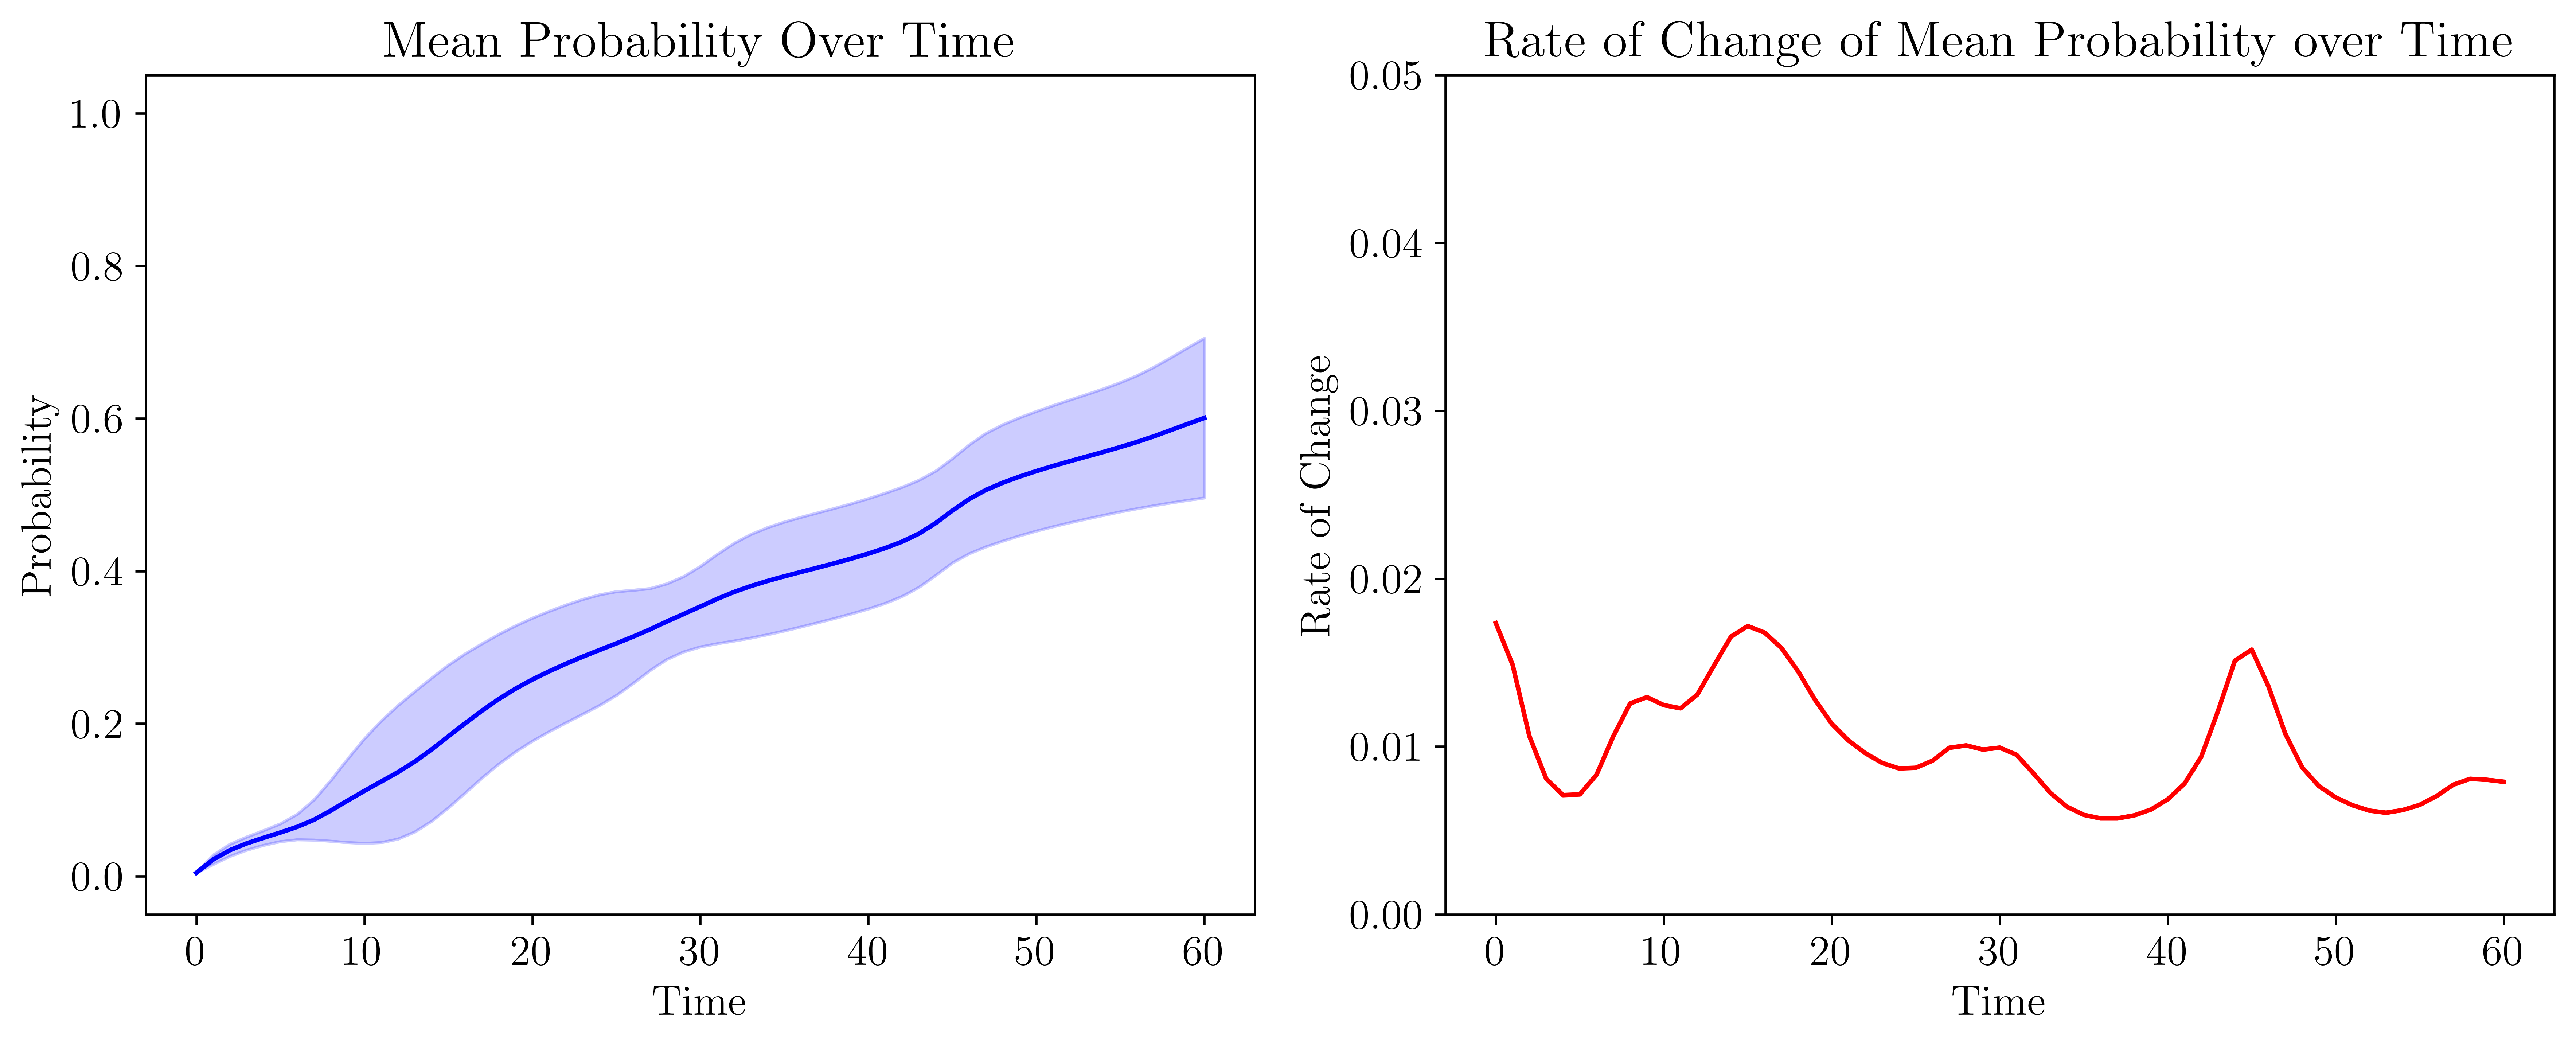 Mean Probability Over Time
1.0
0.8
0.6
0.4
0.2
0.0
Probability
0 10 20 30 40 50 60
Time
Rate of Change of Mean Probability over Time
0.05
0.04
0.03
0.02
0.01
0.00
Rate of Change
0 10 20 30 40 50 60
Time